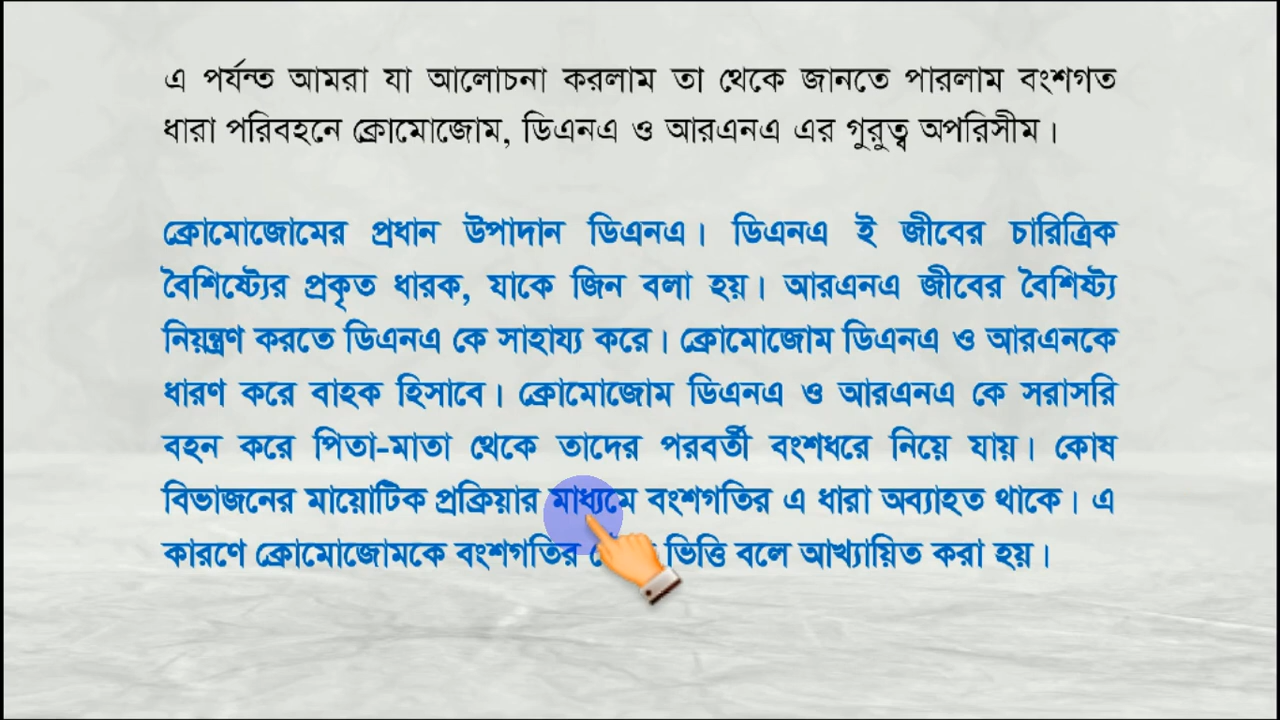 এ পর্যন্ত আমরা যা আলোচনা করলাম তা থেকে জানতে পারলাম বংশগত
ধারা পরিবহনে ক্রোমোজোম, ডিএনএ ও আরএনএ এর গুরুত্ব অপরিসীম।
ক্রোমোজোমের প্রধান উপাদান ডিএনএ। ডিএনএ ই জীবের চারিত্রিক
বৈশিষ্ট্যের প্রকৃত ধারক, যাকে জিন বলা হয়। আরএনএ জীবের বৈশিষ্ট্য
নিয়ন্ত্রণ করতে ডিএনএ কে সাহায্য করে। ক্রোমোজোম ডিএনএ ও আরএনকে
ধারণ করে বাহক হিসাবে। ক্রোমোজোম ডিএনএ ও আরএনএ কে সরাসরি
বহন করে পিতা-মাতা থেকে তাদের পরবর্তী বংশধরে নিয়ে যায়। কোষ
বিভাজনের মায়োটিক প্রক্রিয়ার মাধ্যমে বংশগতির এ ধারা অব্যাহত থাকে। এ
কারণে ক্রোমোজোমকে বংশগতির ভিত্তি বলে আখ্যায়িত করা হয়।